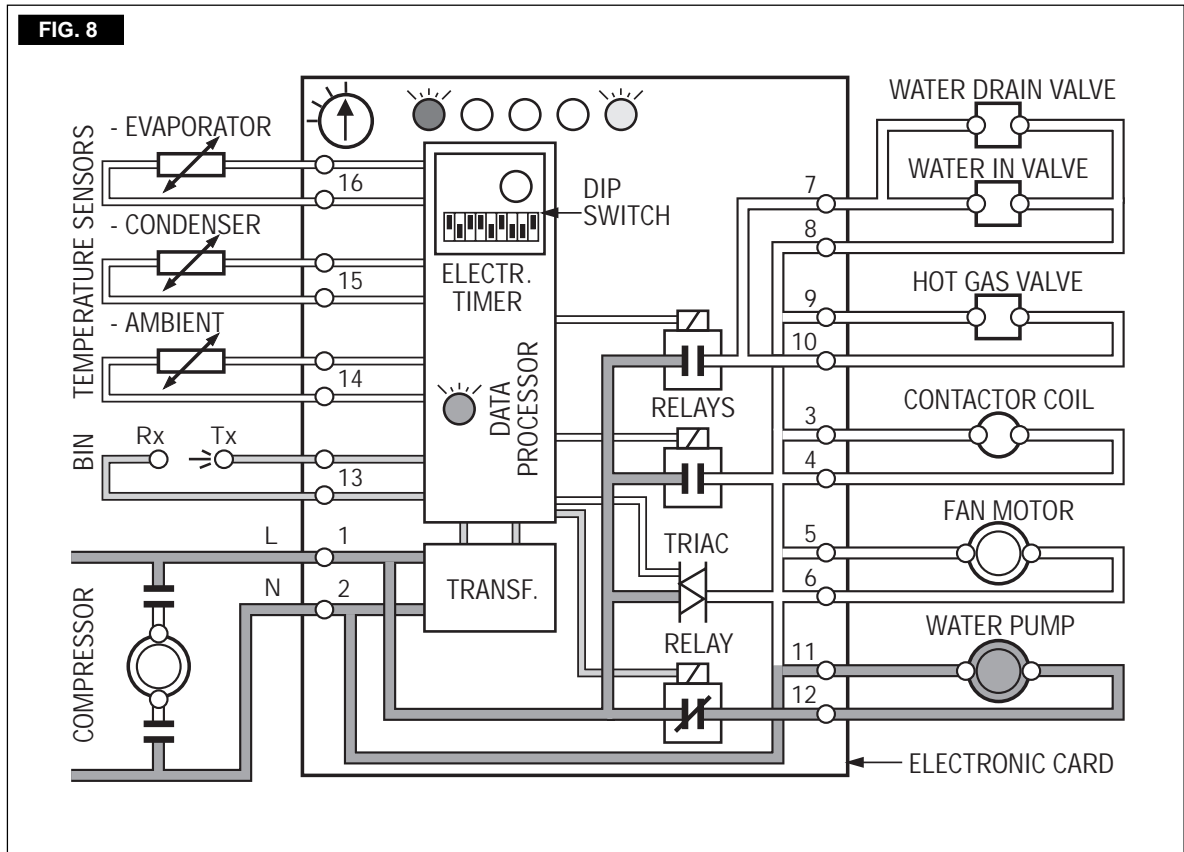 FIG. 8
TEMPERATURE SENSORS
- EVAPORATOR
16
- CONDENSER
15
- AMBIENT
14
BIN
Rx
Tx
13
L
1
N
2
COMPRESSOR
DIP
SWITCH
ELECTR.
TIMER
DATA
PROCESSOR
TRANSF.
RELAYS
TRIAC
RELAY
WATER DRAIN VALVE
WATER IN VALVE
7
8
HOT GAS VALVE
9
10
CONTACTOR COIL
3
4
FAN MOTOR
5
6
WATER PUMP
11
12
ELECTRONIC CARD